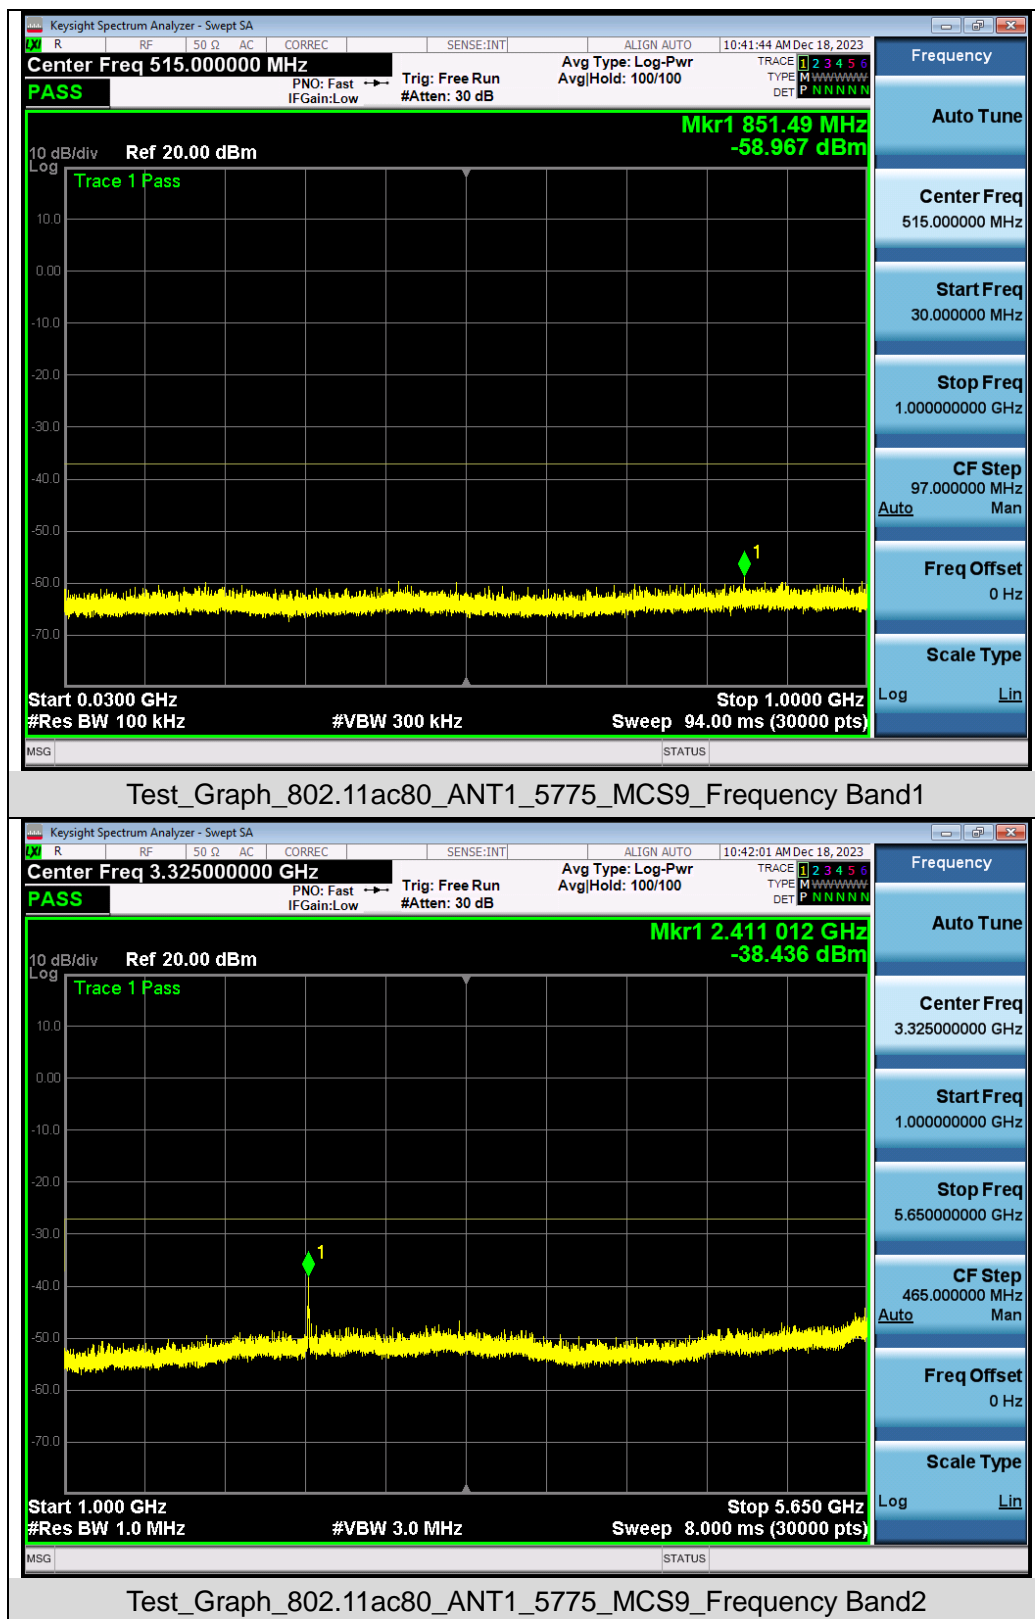 Keysight Spectrum Analyzer - Swept SA
LXI R RF 50 Ω AC CORREC SENSE:INT ALIGN AUTO 10:41:44 AM Dec 18, 2023
Center Freq 515.000000 MHz
PASS
PNO: Fast
IFGain:Low
Trig: Free Run
#Atten: 30 dB
Avg Type: Log-Pwr
Avg|Hold: 100/100
TRACE 1 2 3 4 5 6
TYPE M WWWWW
DET P N N N N N
Mkr1 851.49 MHz
-58.967 dBm
10 dB/div Ref 20.00 dBm
Log
Trace 1 Pass
10.0
0.00
-10.0
-20.0
-30.0
-40.0
-50.0
-60.0
-70.0
1
Start 0.0300 GHz Stop 1.0000 GHz
#Res BW 100 kHz #VBW 300 kHz Sweep 94.00 ms (30000 pts)
MSG STATUS
Frequency
Auto Tune
Center Freq
515.000000 MHz
Start Freq
30.000000 MHz
Stop Freq
1.000000000 GHz
CF Step
97.000000 MHz
Auto Man
Freq Offset
0 Hz
Scale Type
Log Lin
Test_Graph_802.11ac80_ANT1_5775_MCS9_Frequency Band1
Keysight Spectrum Analyzer - Swept SA
LXI R RF 50 Ω AC CORREC SENSE:INT ALIGN AUTO 10:42:01 AM Dec 18, 2023
Center Freq 3.325000000 GHz
PASS
PNO: Fast
IFGain:Low
Trig: Free Run
#Atten: 30 dB
Avg Type: Log-Pwr
Avg|Hold: 100/100
TRACE 1 2 3 4 5 6
TYPE M WWWWW
DET P N N N N N
Mkr1 2.411 012 GHz
-38.436 dBm
10 dB/div Ref 20.00 dBm
Log
Trace 1 Pass
10.0
0.00
-10.0
-20.0
-30.0
-40.0
-50.0
-60.0
-70.0
1
Start 1.000 GHz Stop 5.650 GHz
#Res BW 1.0 MHz #VBW 3.0 MHz Sweep 8.000 ms (30000 pts)
MSG STATUS
Frequency
Auto Tune
Center Freq
3.325000000 GHz
Start Freq
1.000000000 GHz
Stop Freq
5.650000000 GHz
CF Step
465.000000 MHz
Auto Man
Freq Offset
0 Hz
Scale Type
Log Lin
Test_Graph_802.11ac80_ANT1_5775_MCS9_Frequency Band2